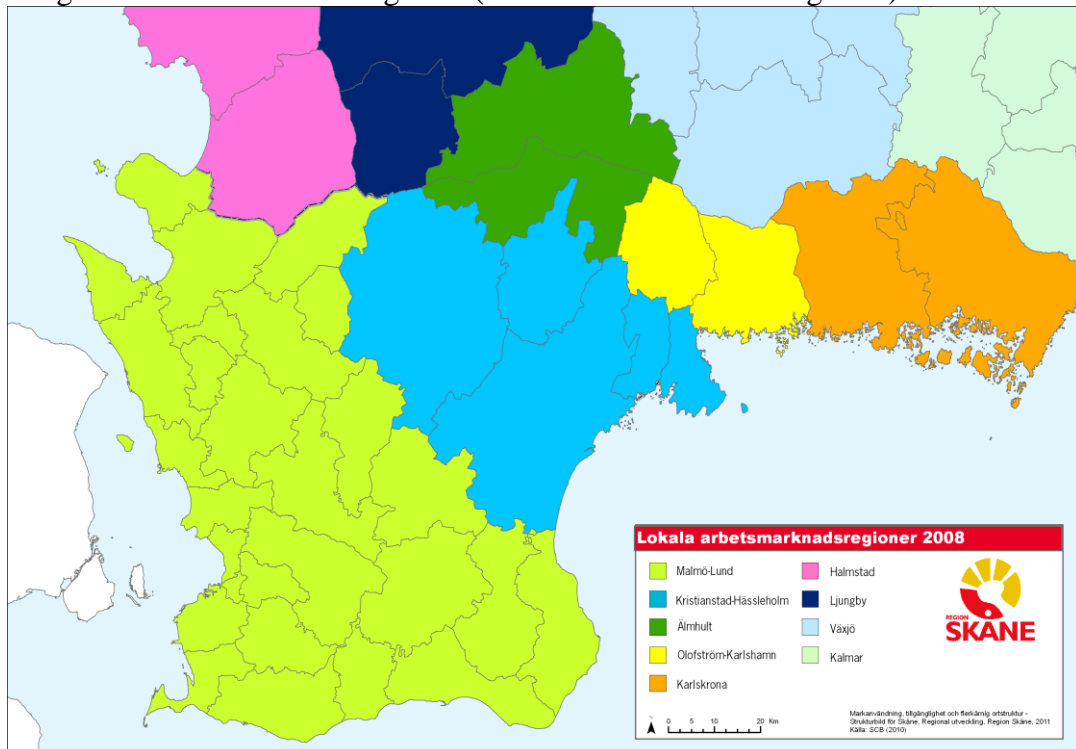 Lokala arbetsmarknadsregioner 2008
Malmö-Lund
Kristianstad-Hässleholm
Älmhult
Olofström-Karlshamn
Karlskrona
Halmstad
Ljungby
Växjö
Kalmar
REGION
SKÅNE
0 5 10 20 Km
Markanvändning, tillgänglighet och flerkärnig ortstruktur -
Strukturbild för Skåne, Regional utveckling, Region Skåne, 2011
Källa: SCB (2010)